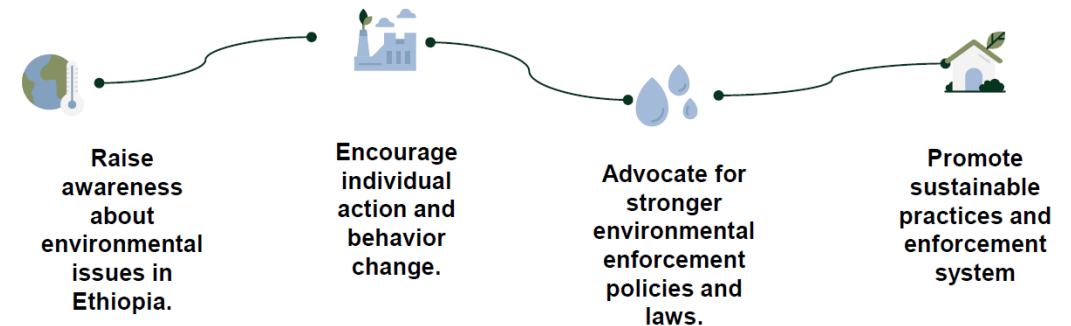 Raise
awareness
about
environmental
issues in
Ethiopia.
Encourage
individual
action and
behavior
change.
Advocate for
stronger
environmental
enforcement
policies and
laws.
Promote
sustainable
practices and
enforcement
system